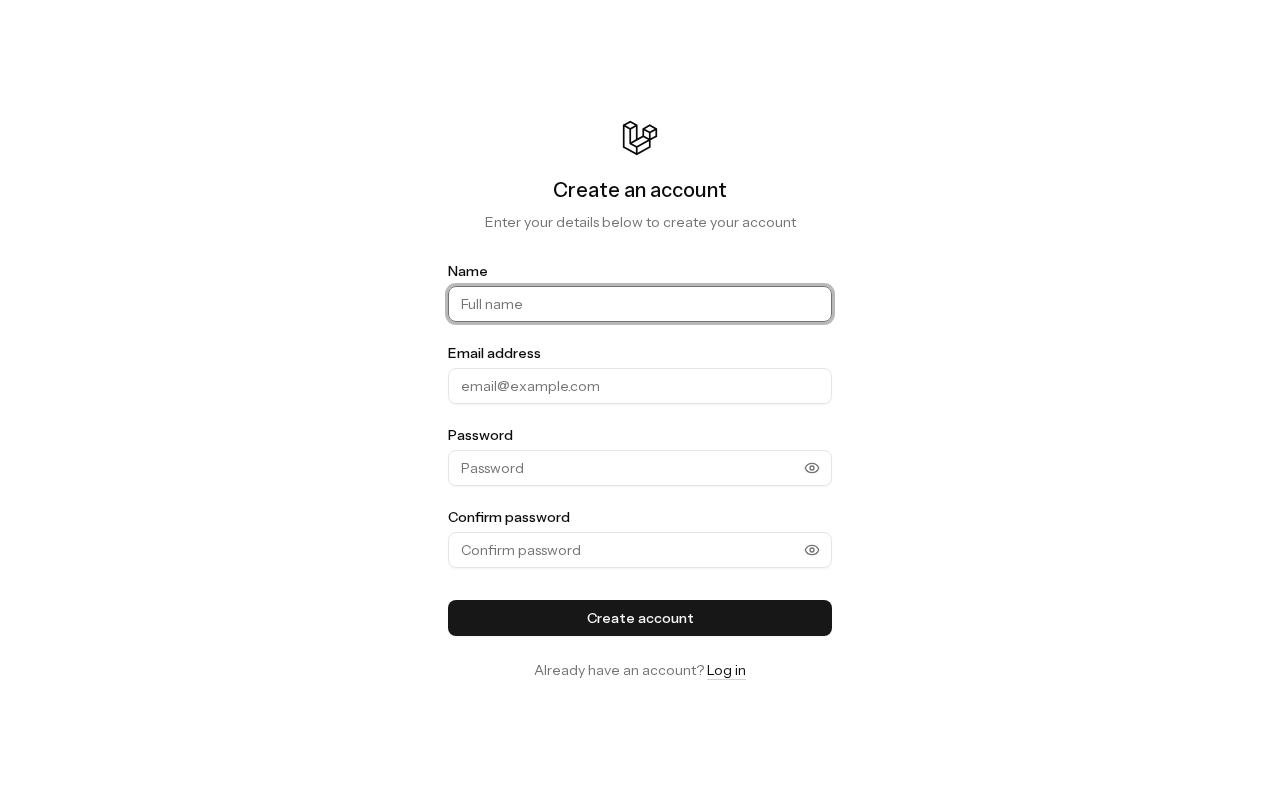 Create an account
Enter your details below to create your account
Name
Full name
Email address
email@example.com
Password
Password
Confirm password
Confirm password
Create account
Already have an account? Log in